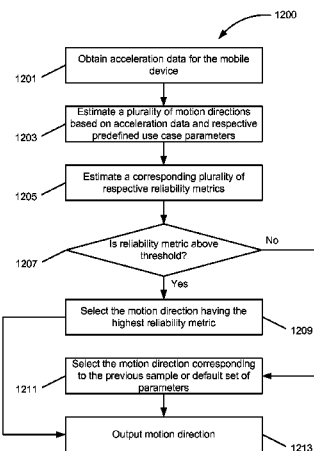 1200
Obtain acceleration data for the mobile
device
1201
Estimate a plurality of motion directions
based on acceleration data and respective
predefined use case parameters
1203
Estimate a corresponding plurality of
respective reliability metrics
1205
Is reliability metric above
threshold?
No
1207
Yes
Select the motion direction having the
highest reliability metric
1209
Select the motion direction corresponding
to the previous sample or default set of
parameters
1211
Output motion direction
1213